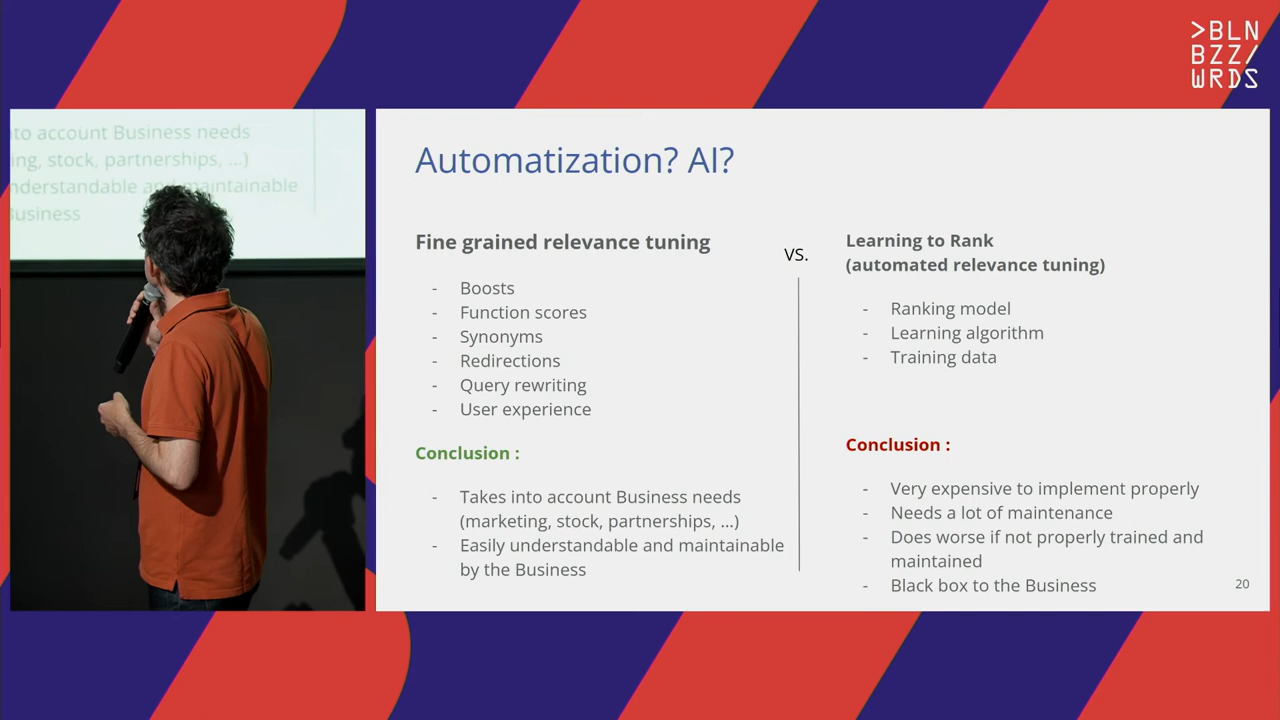 >BLN
BZZ/
WRDS
to account Business needs
ing, stock, partnerships, ...)
nderstandable and maintainable
Business
Automatization? AI?
Fine grained relevance tuning
- Boosts
- Function scores
- Synonyms
- Redirections
- Query rewriting
- User experience
Conclusion :
- Takes into account Business needs
(marketing, stock, partnerships, ...)
- Easily understandable and maintainable
by the Business
VS.
Learning to Rank
(automated relevance tuning)
- Ranking model
- Learning algorithm
- Training data
Conclusion :
- Very expensive to implement properly
- Needs a lot of maintenance
- Does worse if not properly trained and
maintained
- Black box to the Business
20